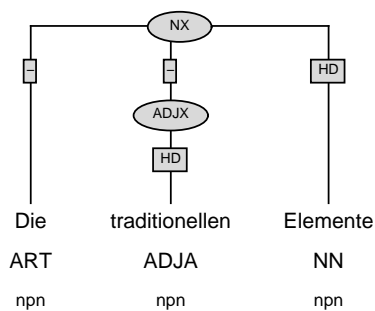 NX
– – HD
ADJX
HD
Die traditionellen Elemente
ART ADJA NN
npn npn npn